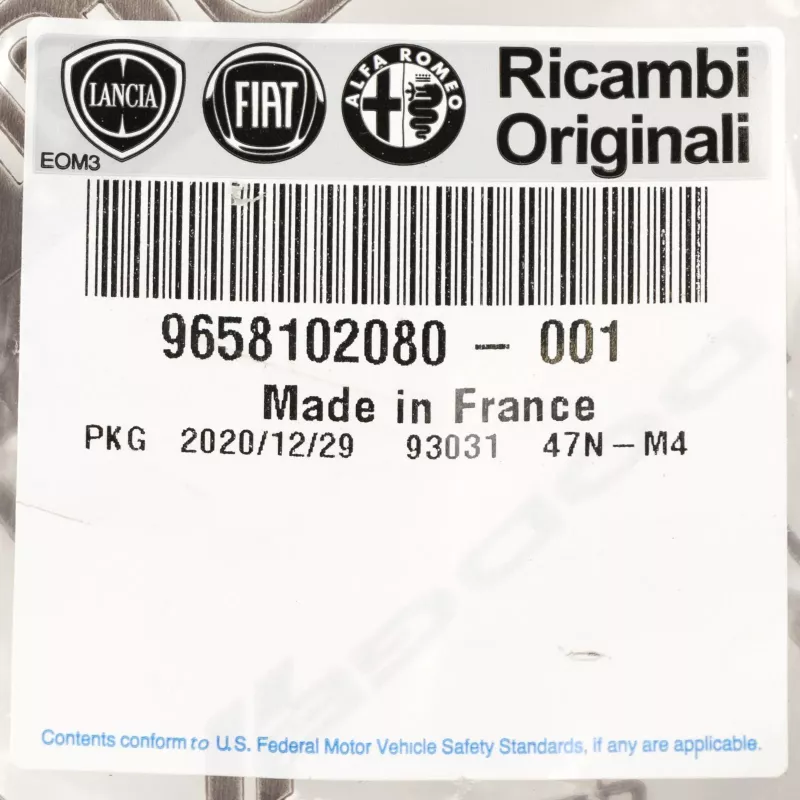 LANCIA
FIAT
ALFA ROMEO
Ricambi
Originali
EOM3
9658102080 - 001
Made in France
PKG 2020/12/29 93031 47N-M4
Contents conform to U.S. Federal Motor Vehicle Safety Standards, if any are applicable.